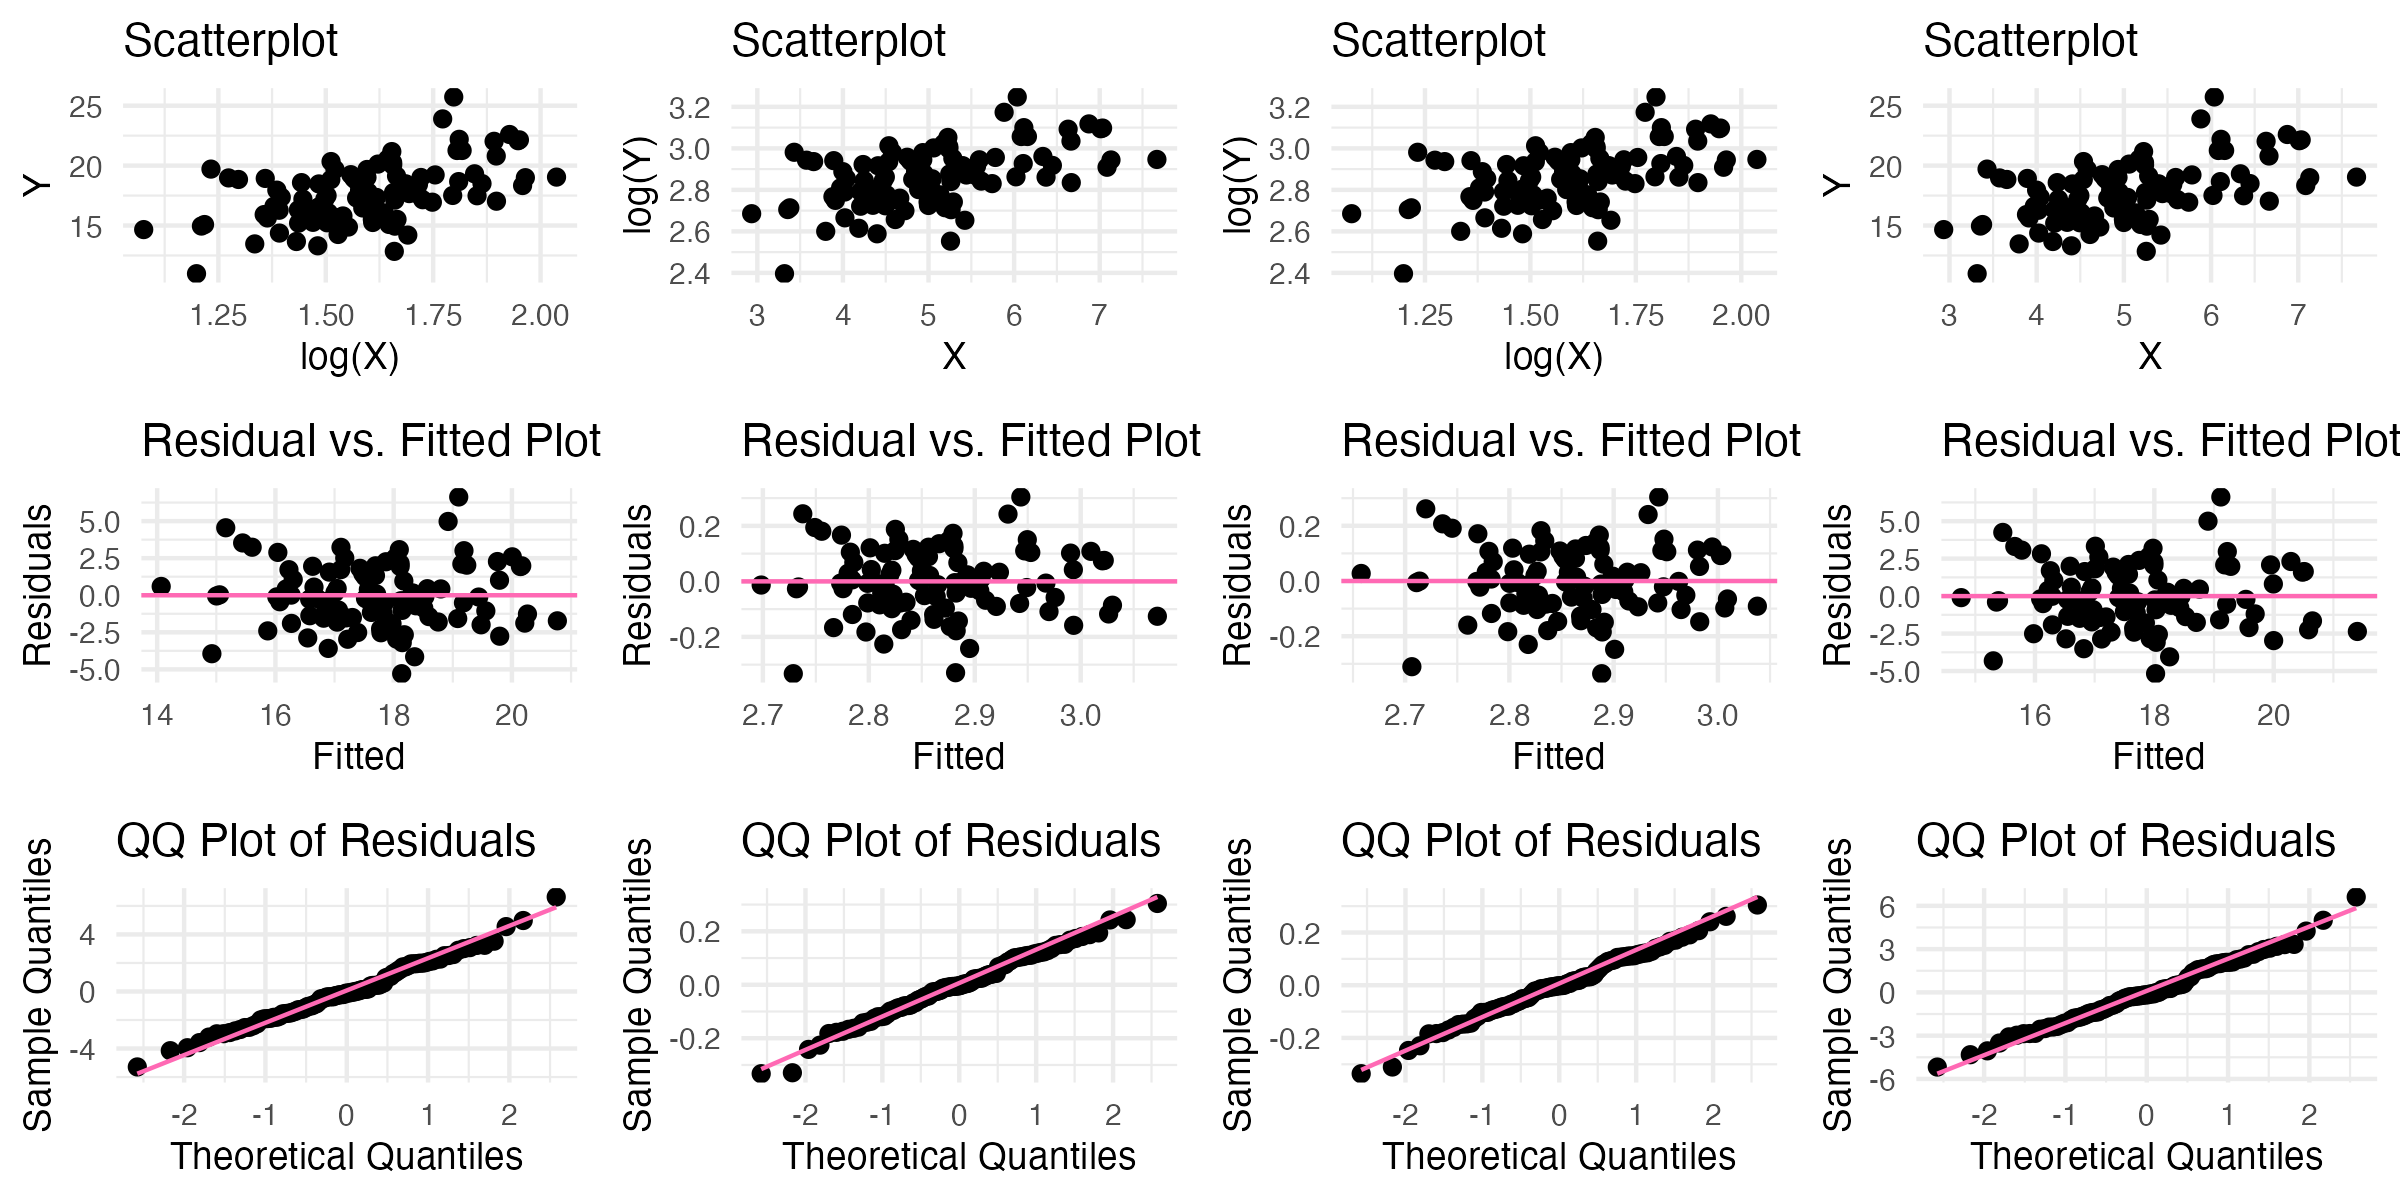 Scatterplot Scatterplot Scatterplot Scatterplot
25 3.2 3.2 25
20 3.0 3.0 20
15 2.8 2.8 15
2.6 2.6
2.4 2.4
Y log(Y) log(Y) Y
1.25 1.50 1.75 2.00 3 4 5 6 7 1.25 1.50 1.75 2.00 3 4 5 6 7
log(X) X log(X) X
Residual vs. Fitted Plot Residual vs. Fitted Plot Residual vs. Fitted Plot Residual vs. Fitted Plot
5.0 0.2 0.2 5.0
2.5 2.5
0.0 0.0 0.0 0.0
-2.5 -0.2 -0.2 -2.5
-5.0 -5.0
Residuals Residuals Residuals Residuals
14 16 18 20 2.7 2.8 2.9 3.0 2.7 2.8 2.9 3.0 16 18 20
Fitted Fitted Fitted Fitted
QQ Plot of Residuals QQ Plot of Residuals QQ Plot of Residuals QQ Plot of Residuals
4 0.2 0.2 6
3
0 0.0 0.0 0
-3
-4 -0.2 -0.2 -6
Sample Quantiles Sample Quantiles Sample Quantiles Sample Quantiles
-2 -1 0 1 2 -2 -1 0 1 2 -2 -1 0 1 2 -2 -1 0 1 2
Theoretical Quantiles Theoretical Quantiles Theoretical Quantiles Theoretical Quantiles